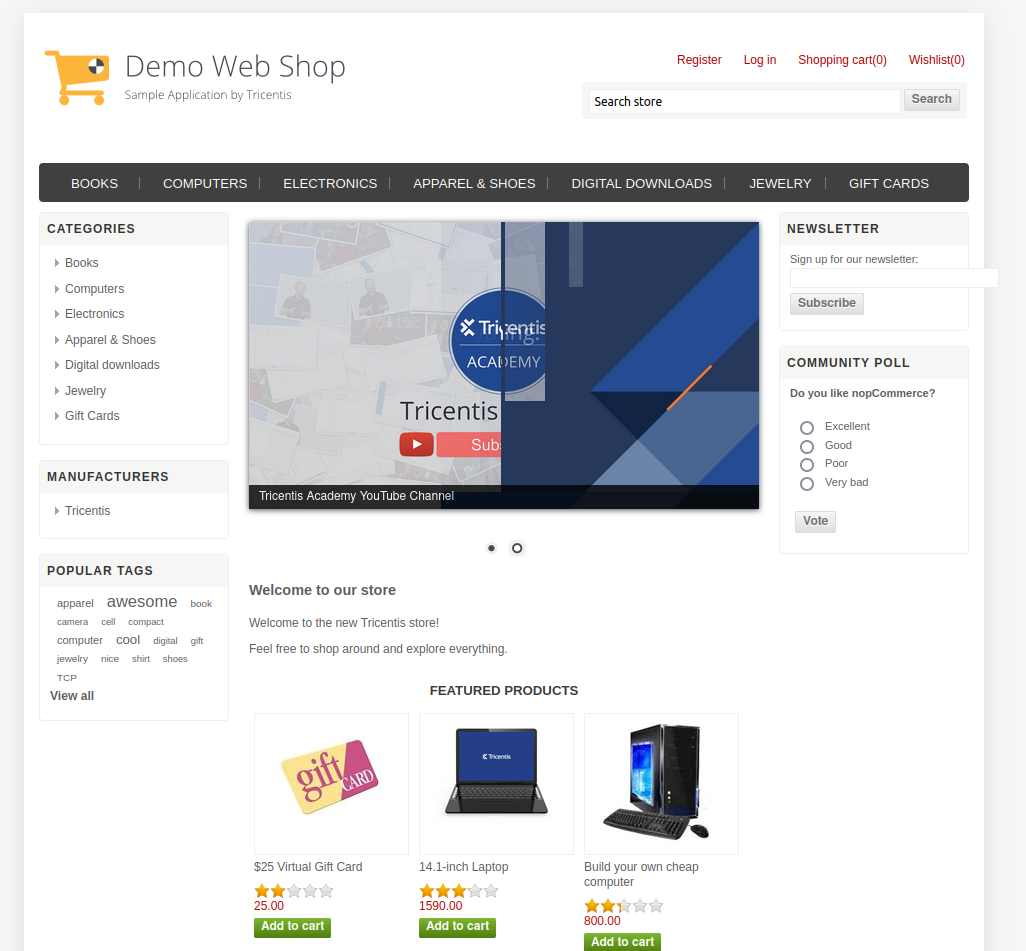 Demo Web Shop
Sample Application by Tricentis
Register Log in Shopping cart(0) Wishlist(0)
Search store Search
BOOKS COMPUTERS ELECTRONICS APPAREL & SHOES DIGITAL DOWNLOADS JEWELRY GIFT CARDS
CATEGORIES
Books
Computers
Electronics
Apparel & Shoes
Digital downloads
Jewelry
Gift Cards
MANUFACTURERS
Tricentis
POPULAR TAGS
apparel awesome book
camera cell compact
computer cool digital gift
jewelry nice shirt shoes
TCP
View all
Tricentis
ACADEMY
Tricentis
Tricentis Academy YouTube Channel
Welcome to our store
Welcome to the new Tricentis store!
Feel free to shop around and explore everything.
FEATURED PRODUCTS
gift CARD
Tricentis
$25 Virtual Gift Card
25.00
Add to cart
14.1-inch Laptop
1590.00
Add to cart
Build your own cheap
computer
800.00
Add to cart
NEWSLETTER
Sign up for our newsletter:
Subscribe
COMMUNITY POLL
Do you like nopCommerce?
Excellent
Good
Poor
Very bad
Vote